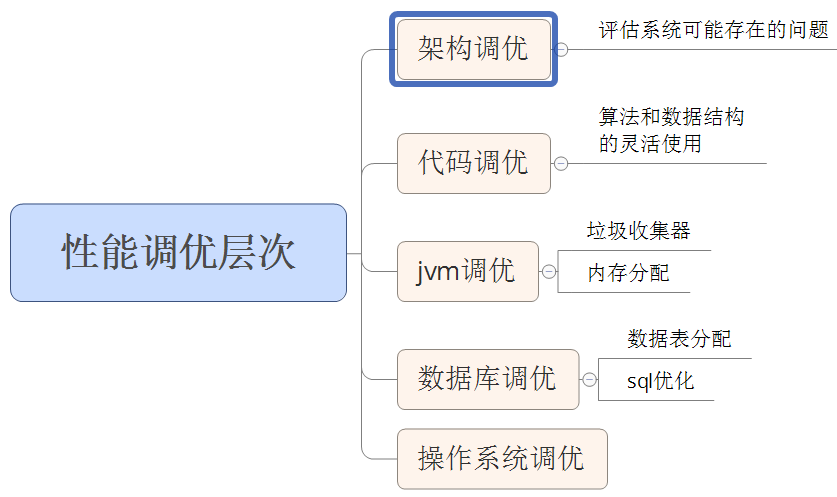 性能调优层次
架构调优
评估系统可能存在的问题
代码调优
算法和数据结构
的灵活使用
jvm调优
垃圾收集器
内存分配
数据库调优
数据表分配
sql优化
操作系统调优